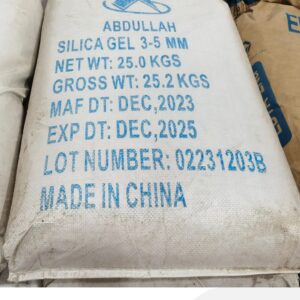 ABDULLAH
SILICA GEL 3-5 MM
NET WT: 25.0 KGS
GROSS WT: 25.2 KGS
MAF DT: DEC,2023
EXP DT: DEC,2025
LOT NUMBER: 02231203B
MADE IN CHINA